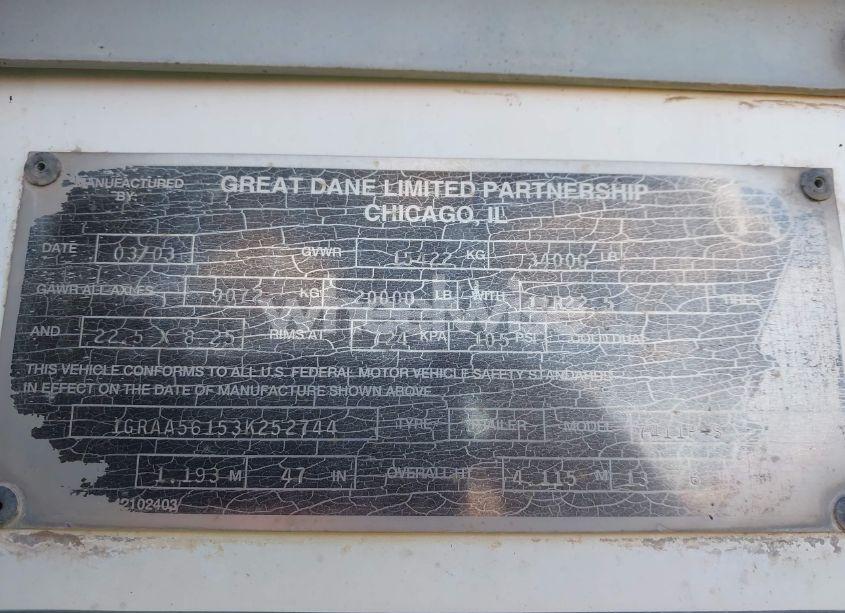 MANUFACTURED BY: GREAT DANE LIMITED PARTNERSHIP
CHICAGO, IL
DATE 03/03 GVWR 15422 KG 34000 LB
GAWR ALL AXLES 9072 KG 20000 LB WITH 11R22.5 TIRES
AND 22.5 X 8.25 RIMS AT 724 KPA 105 PSI COLD DUAL
THIS VEHICLE CONFORMS TO ALL U.S. FEDERAL MOTOR VEHICLE SAFETY STANDARDS
IN EFFECT ON THE DATE OF MANUFACTURE SHOWN ABOVE
1GRAA56153K252744 TYPE TRAILER MODEL
1.193 M 47 IN OVERALL HT 4.115 M 13 6
2102403